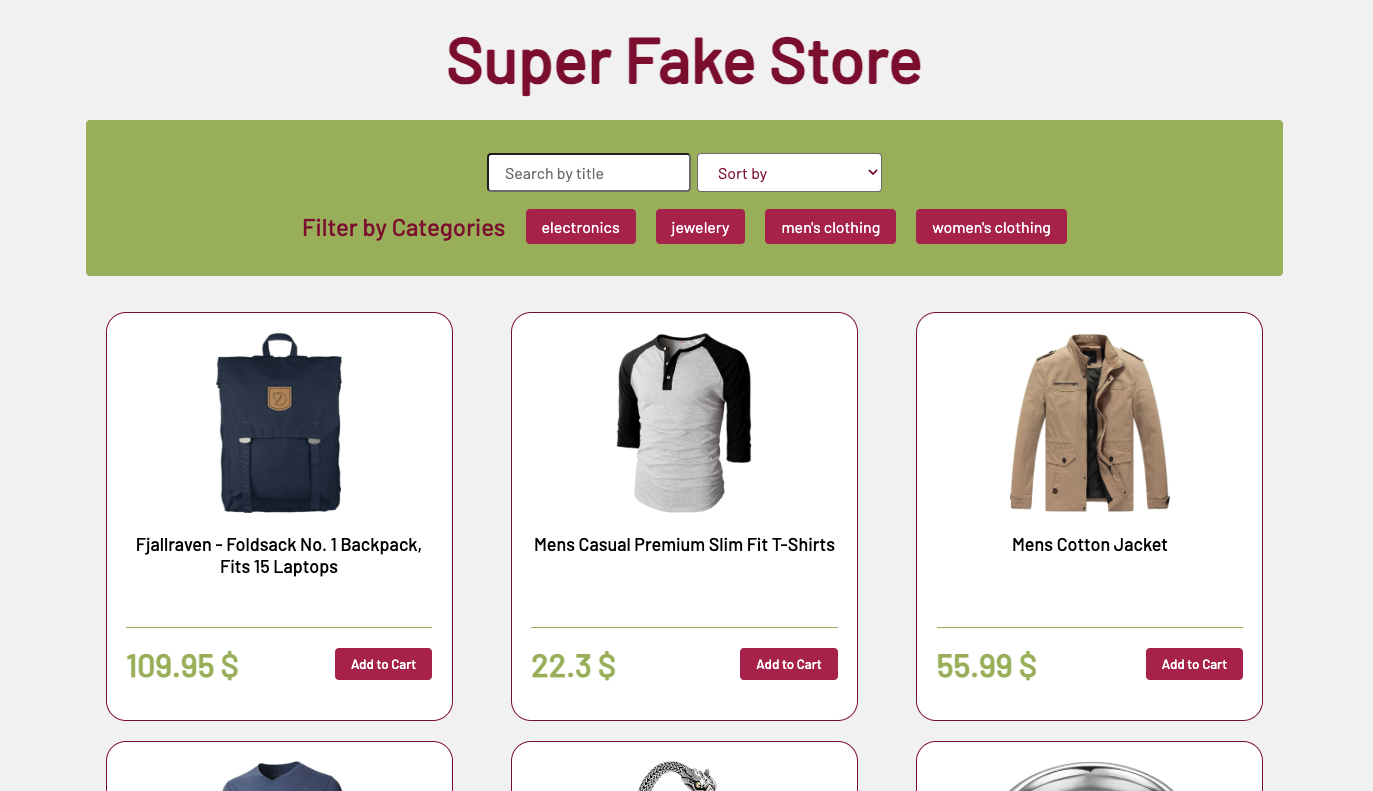 Super Fake Store
Search by title
Sort by
Filter by Categories
electronics
jewelery
men's clothing
women's clothing
Fjallraven - Foldsack No. 1 Backpack,
Fits 15 Laptops
109.95 $
Add to Cart
Mens Casual Premium Slim Fit T-Shirts
22.3 $
Add to Cart
Mens Cotton Jacket
55.99 $
Add to Cart